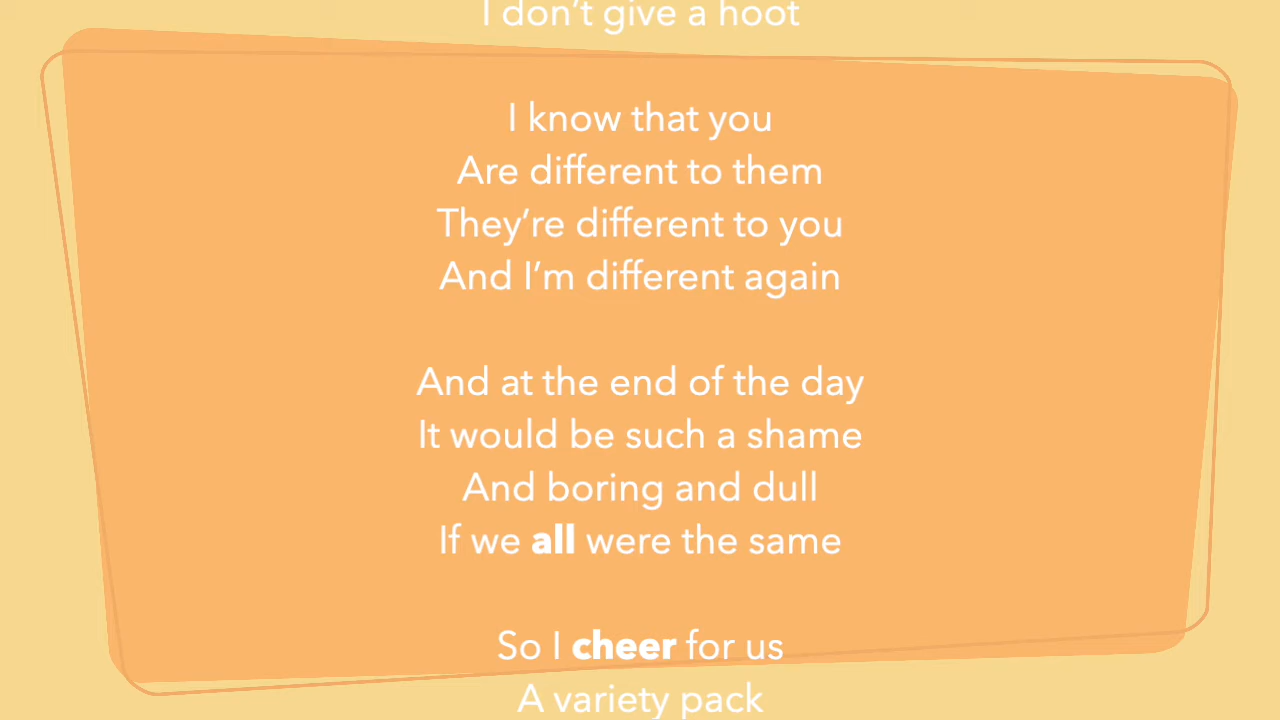 I don’t give a hoot
I know that you
Are different to them
They’re different to you
And I’m different again
And at the end of the day
It would be such a shame
And boring and dull
If we all were the same
So I cheer for us
A variety pack